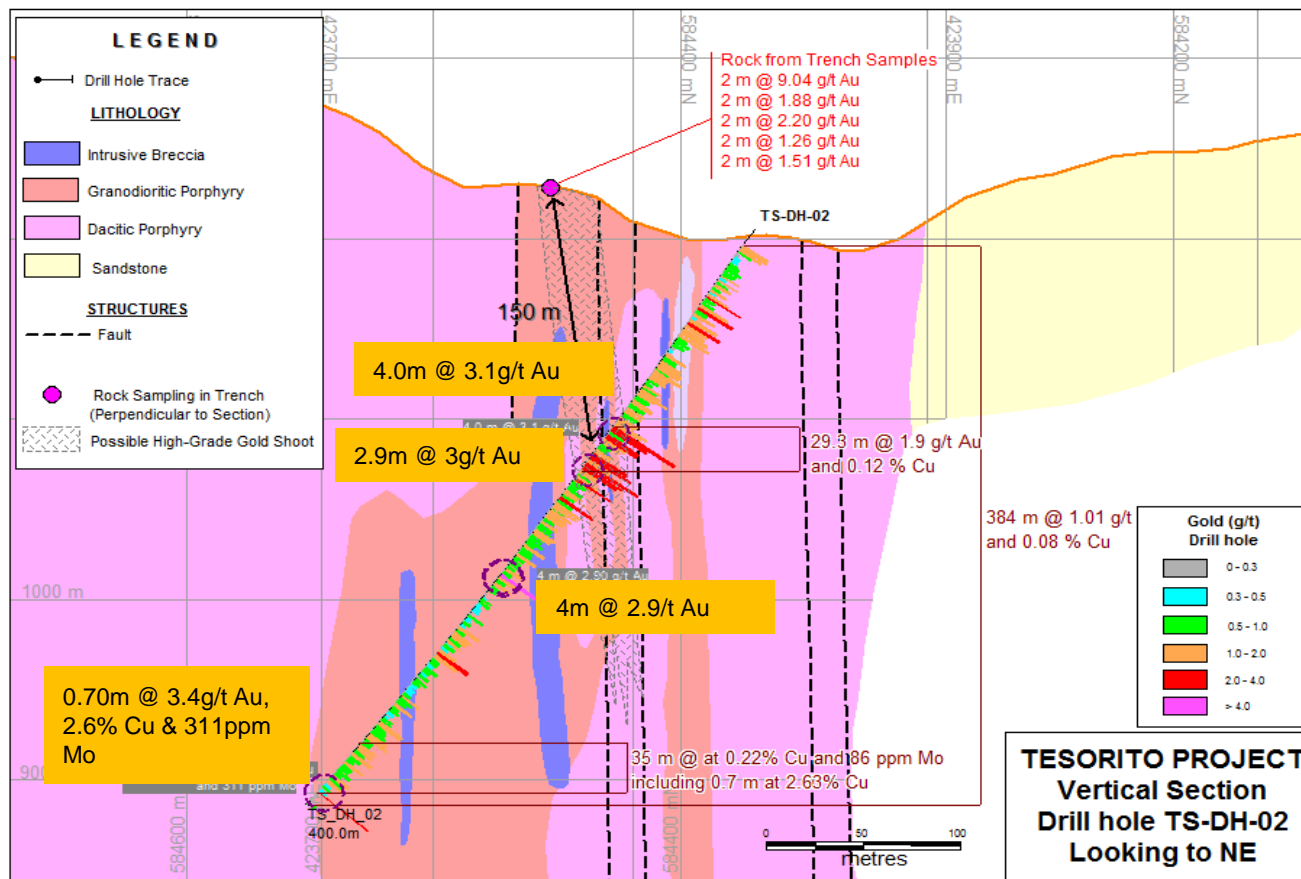 LEGEND
Drill Hole Trace
LITHOLOGY
Intrusive Breccia
Granodioritic Porphyry
Dacitic Porphyry
Sandstone
STRUCTURES
Fault
Rock Sampling in Trench
(Perpendicular to Section)
Possible High-Grade Gold Shoot
423700 mE
584400 mN
423900 mE
584200 mN
Rock from Trench Samples
2 m @ 9.04 g/t Au
2 m @ 1.88 g/t Au
2 m @ 2.20 g/t Au
2 m @ 1.26 g/t Au
2 m @ 1.51 g/t Au
TS-DH-02
150 m
4.0m @ 3.1g/t Au
4.0 m @ 3.1 g/t Au
2.9m @ 3g/t Au
29.3 m @ 1.9 g/t Au
and 0.12 % Cu
384 m @ 1.01 g/t
and 0.08 % Cu
Gold (g/t)
Drill hole
0 - 0.3
0.3 - 0.5
0.5 - 1.0
1.0 - 2.0
2.0 - 4.0
> 4.0
1000 m
4 m @ 2.90 g/t Au
4m @ 2.9/t Au
0.70m @ 3.4g/t Au,
2.6% Cu & 311ppm
Mo
35 m @ at 0.22% Cu and 86 ppm Mo
including 0.7 m at 2.63% Cu
900
and 311 ppm Mo
TS_DH_02
400.0m
584600
423700
584400 mN
0 50 100
metres
TESORITO PROJECT
Vertical Section
Drill hole TS-DH-02
Looking to NE